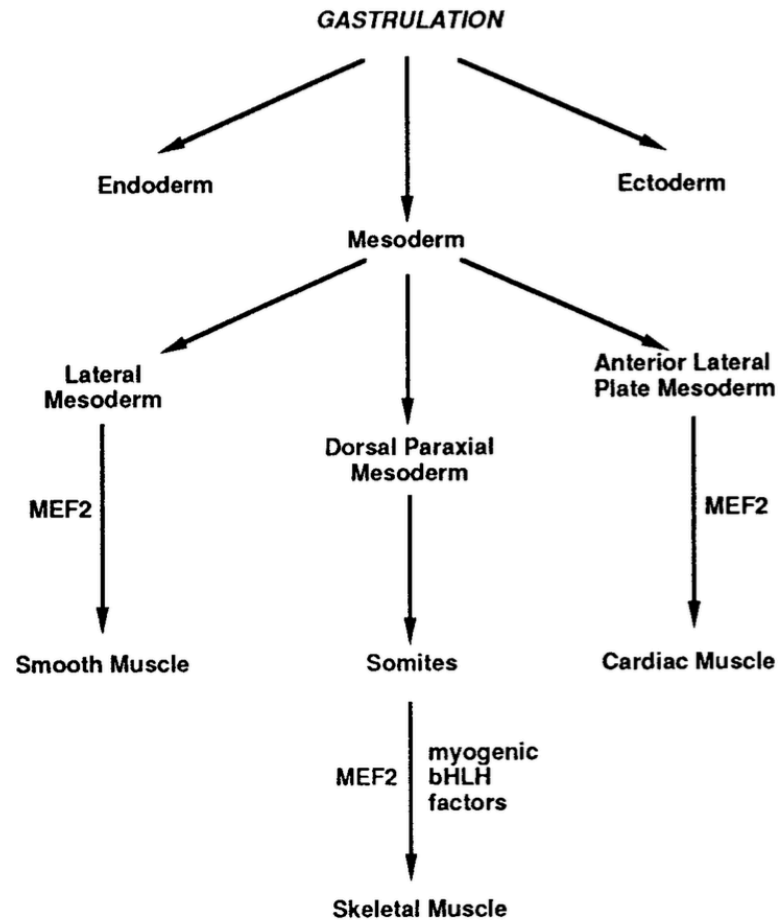 GASTRULATION
Endoderm
Ectoderm
Mesoderm
Lateral
Mesoderm
Dorsal Paraxial
Mesoderm
Anterior Lateral
Plate Mesoderm
MEF2
MEF2
Smooth Muscle
Somites
Cardiac Muscle
MEF2
myogenic
bHLH
factors
Skeletal Muscle